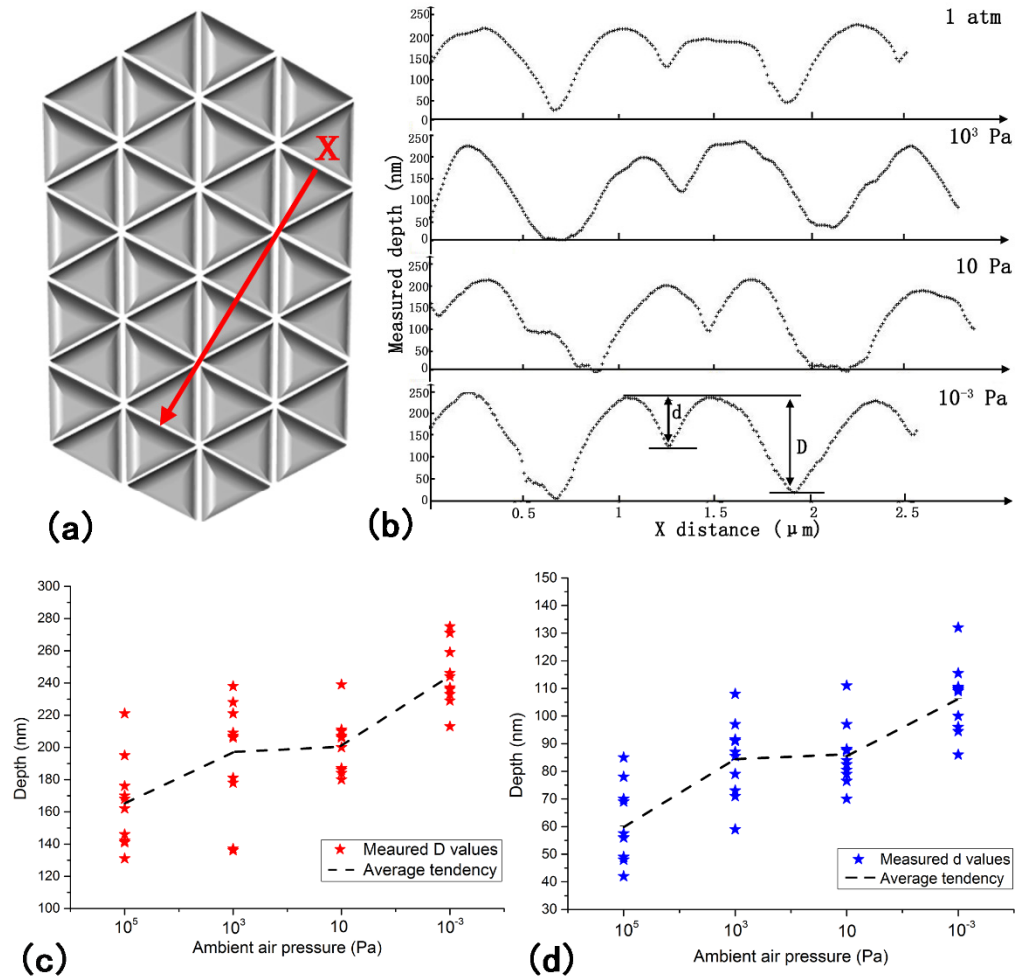 X
(a)
Measured depth (nm)
1 atm
250
200
150
100
50
0
10³ Pa
250
200
150
100
50
0
10 Pa
250
200
150
100
50
0
10⁻³ Pa
250
200
150
100
50
0
d
D
0.5 1 1.5 2 2.5
X distance (μm)
(b)
Depth (nm)
300
280
260
240
220
200
180
160
140
120
100
Meaured D values
Average tendency
10⁵ 10³ 10 10⁻³
Ambient air pressure (Pa)
(c)
Depth (nm)
150
140
130
120
110
100
90
80
70
60
50
40
30
Measured d values
Average tendency
10⁵ 10³ 10 10⁻³
Ambient air pressure (Pa)
(d)